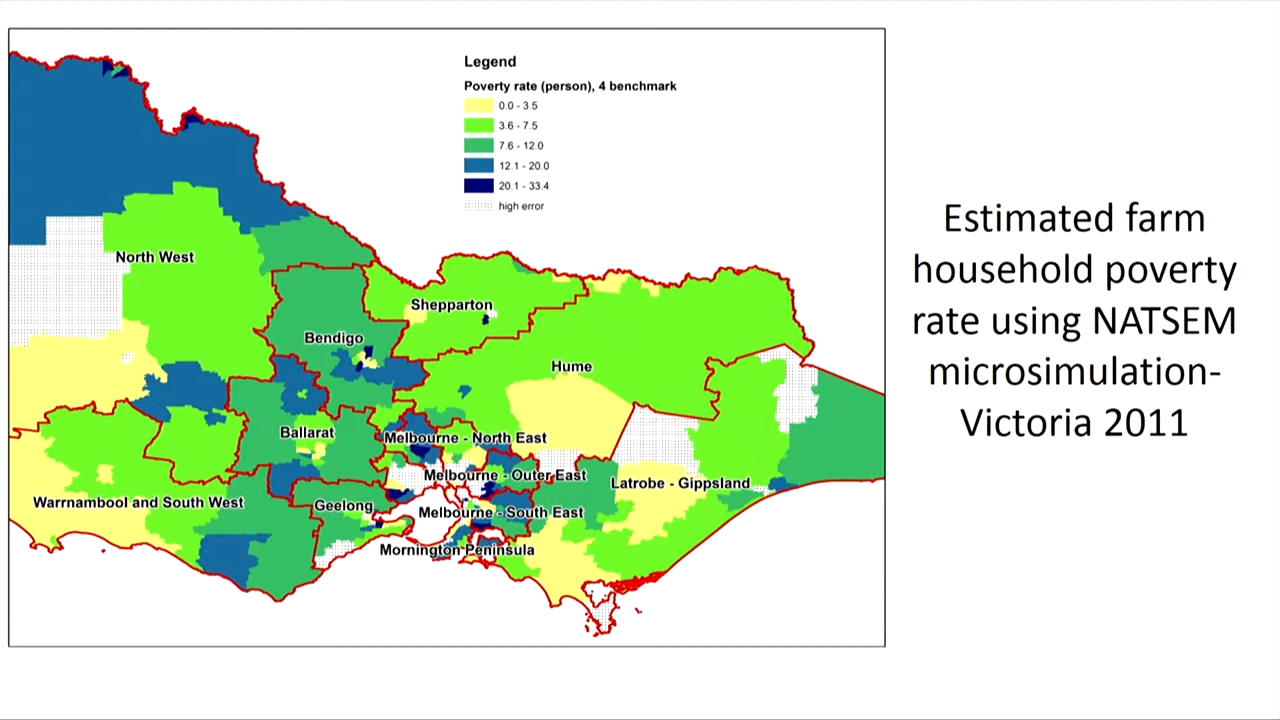 Legend
Poverty rate (person), 4 benchmark
0.0 - 3.5
3.6 - 7.5
7.6 - 12.0
12.1 - 20.0
20.1 - 33.4
high error
North West
Shepparton
Bendigo
Hume
Ballarat
Melbourne - North East
Melbourne - Outer East
Latrobe - Gippsland
Warrnambool and South West
Geelong
Melbourne - South East
Mornington Peninsula
Estimated farm
household poverty
rate using NATSEM
microsimulation-
Victoria 2011